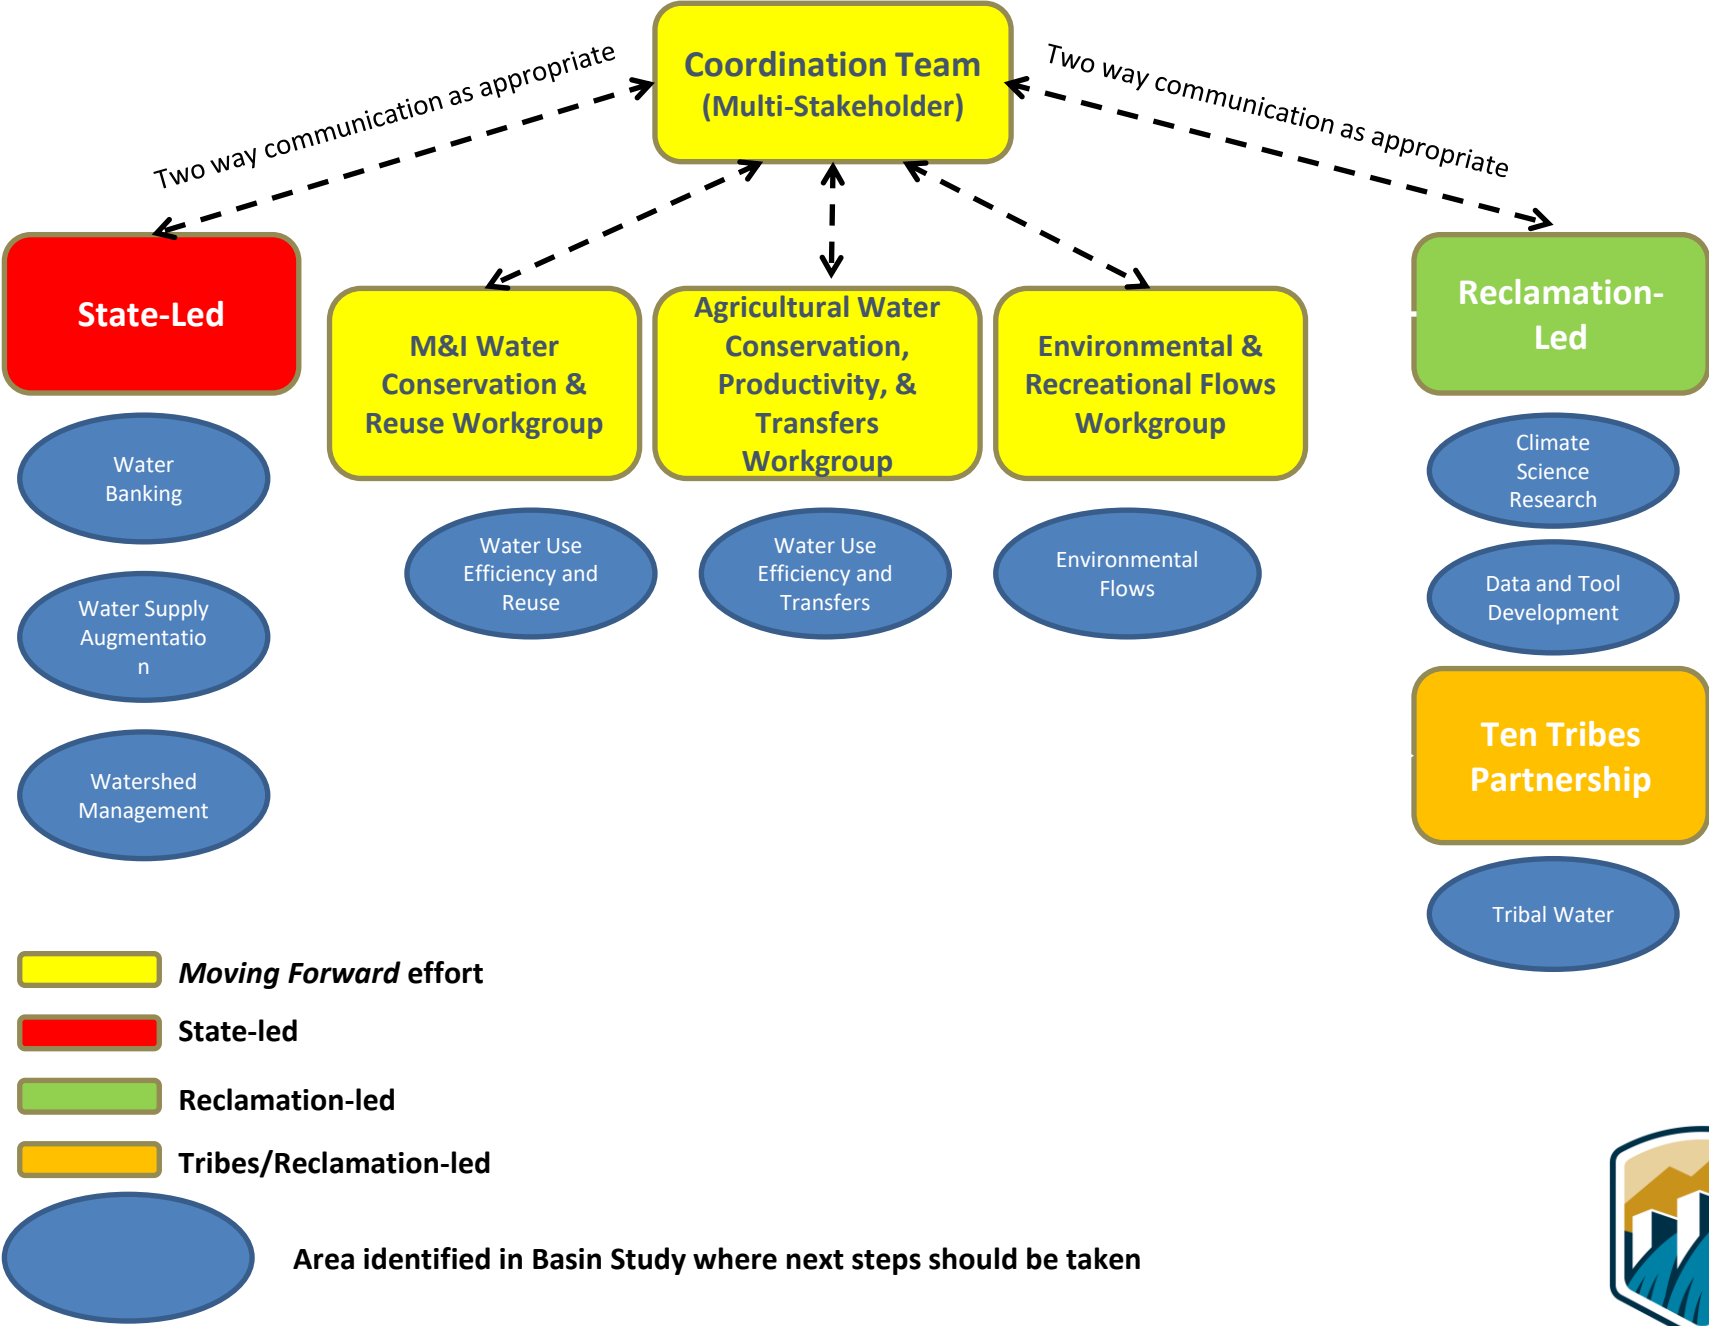 Coordination Team
(Multi-Stakeholder)
Two way communication as appropriate
Two way communication as appropriate
State-Led
M&I Water
Conservation &
Reuse Workgroup
Agricultural Water
Conservation,
Productivity, &
Transfers
Workgroup
Environmental &
Recreational Flows
Workgroup
Reclamation-
Led
Water
Banking
Water Supply
Augmentatio
n
Watershed
Management
Water Use
Efficiency and
Reuse
Water Use
Efficiency and
Transfers
Environmental
Flows
Climate
Science
Research
Data and Tool
Development
Ten Tribes
Partnership
Tribal Water
Moving Forward effort
State-led
Reclamation-led
Tribes/Reclamation-led
Area identified in Basin Study where next steps should be taken